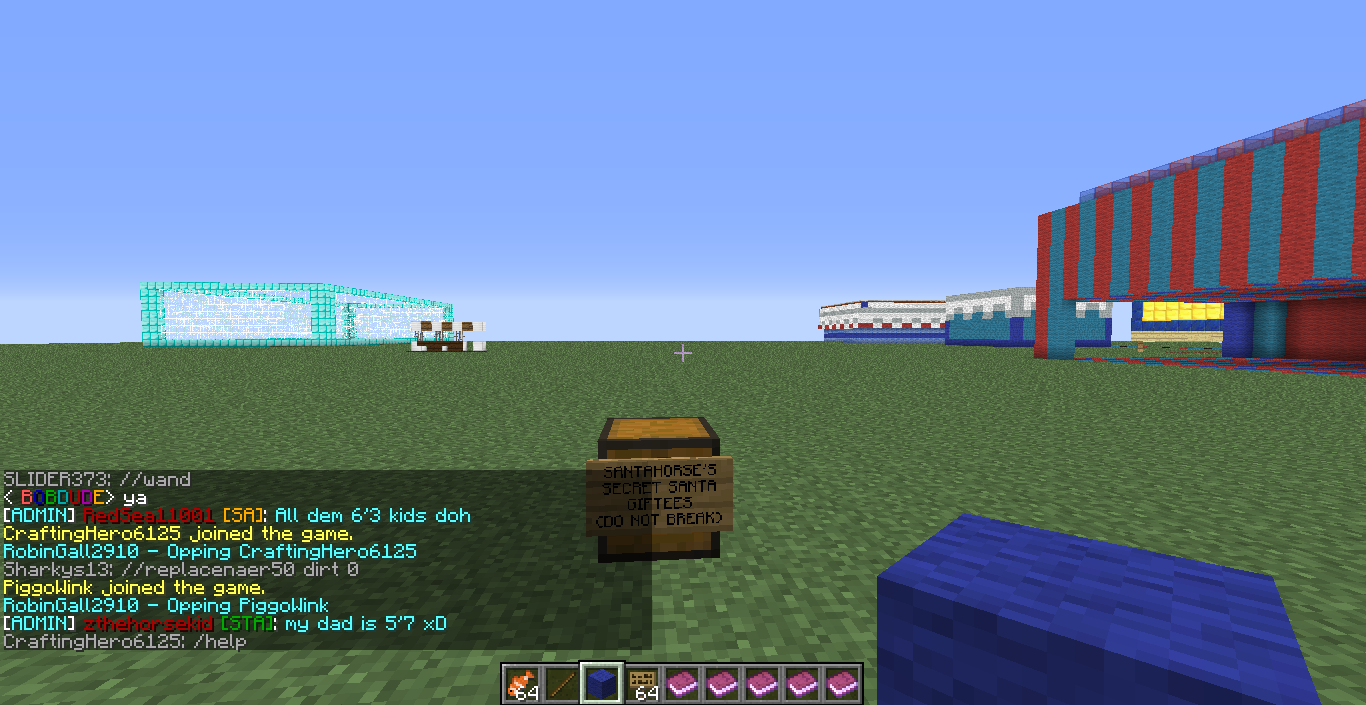 SANTAHORSE'S
SECRET SANTA
GIFTEES
(DO NOT BREAK)
SLIDER373: //wand
< BOBDUDE> ya
[ADMIN] RedSea11001 [SA]: All dem 6'3 kids doh
CraftingHero6125 joined the game.
RobinGall2910 - Opping CraftingHero6125
Sharkys13: //replacenaer50 dirt 0
PiggoWink joined the game.
RobinGall2910 - Opping PiggoWink
[ADMIN] zthehorsekid [STA]: my dad is 5'7 xD
CraftingHero6125: /help
64
64